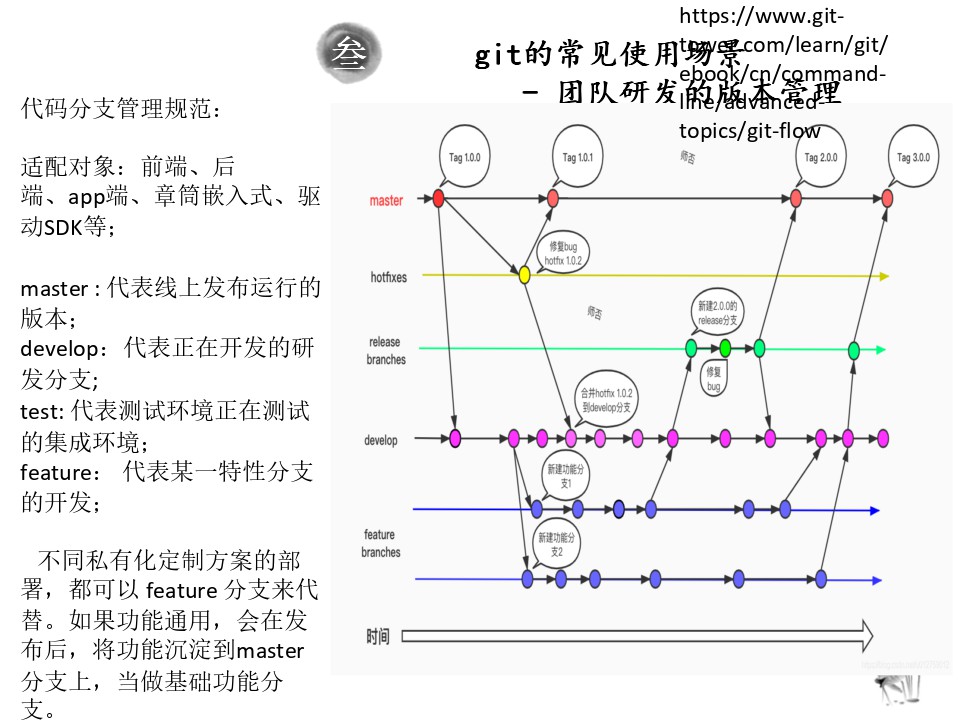 叁
git的常见使用场景
- 团队研发的版本管理
https://www.git-
tower.com/learn/git/
ebook/cn/command-
line/advanced-
topics/git-flow
代码分支管理规范：
适配对象：前端、后
端、app端、章筒嵌入式、驱
动SDK等；
master : 代表线上发布运行的
版本；
develop：代表正在开发的研
发分支;
test: 代表测试环境正在测试
的集成环境；
feature： 代表某一特性分支
的开发；
不同私有化定制方案的部
署，都可以 feature 分支来代
替。如果功能通用，会在发
布后，将功能沉淀到master
分支上，当做基础功能分
支。
Tag 1.0.0
Tag 1.0.1
师否
Tag 2.0.0
Tag 3.0.0
master
修复bug
hotfix 1.0.2
hotfixes
师否
新建2.0.0的
release分支
release
branches
修复
bug
合并hotfix 1.0.2
到develop分支
develop
新建功能分
支1
新建功能分
支2
feature
branches
时间